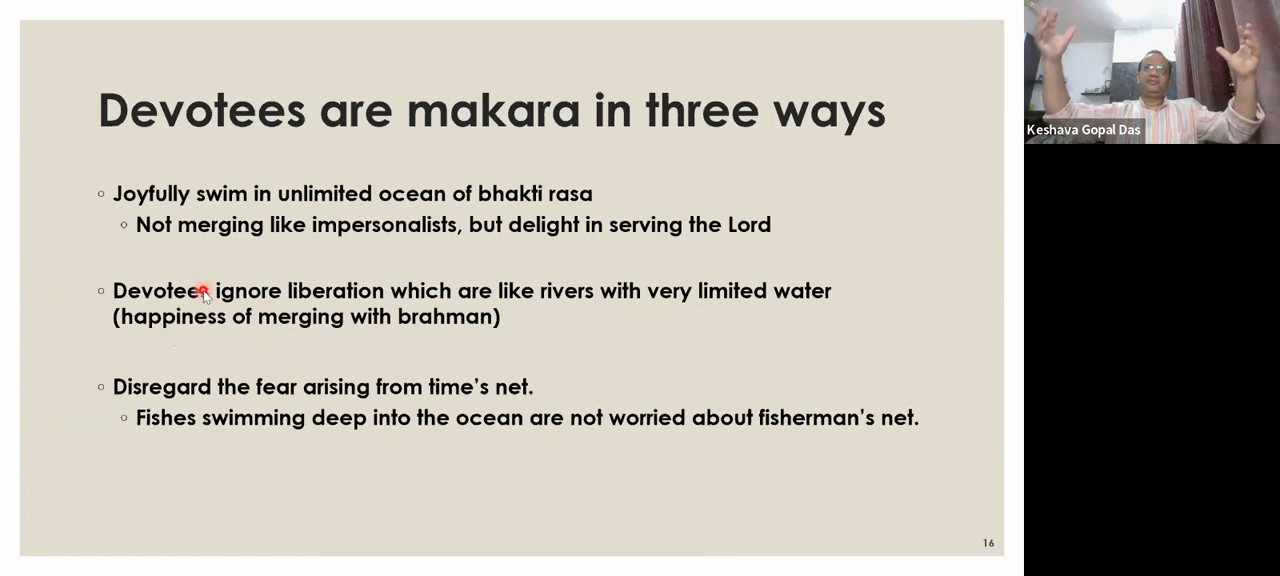 Devotees are makara in three ways
Joyfully swim in unlimited ocean of bhakti rasa
Not merging like impersonalists, but delight in serving the Lord
Devotees ignore liberation which are like rivers with very limited water
(happiness of merging with brahman)
Disregard the fear arising from time's net.
Fishes swimming deep into the ocean are not worried about fisherman's net.
16
Keshava Gopal Das